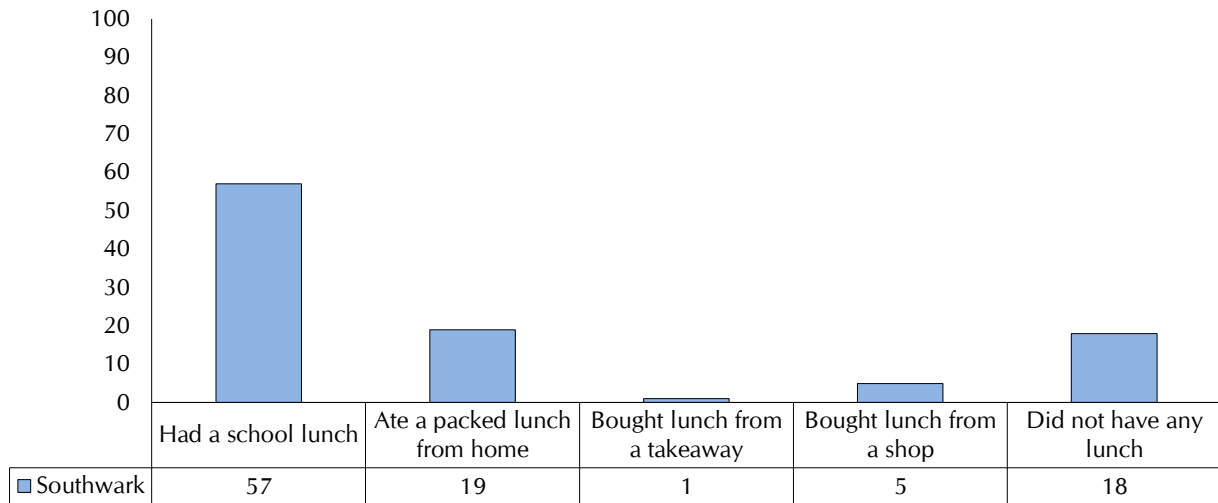 100
90
80
70
60
50
40
30
20
10
0
Had a school lunch
Ate a packed lunch
from home
Bought lunch from
a takeaway
Bought lunch from
a shop
Did not have any
lunch
Southwark 57 19 1 5 18